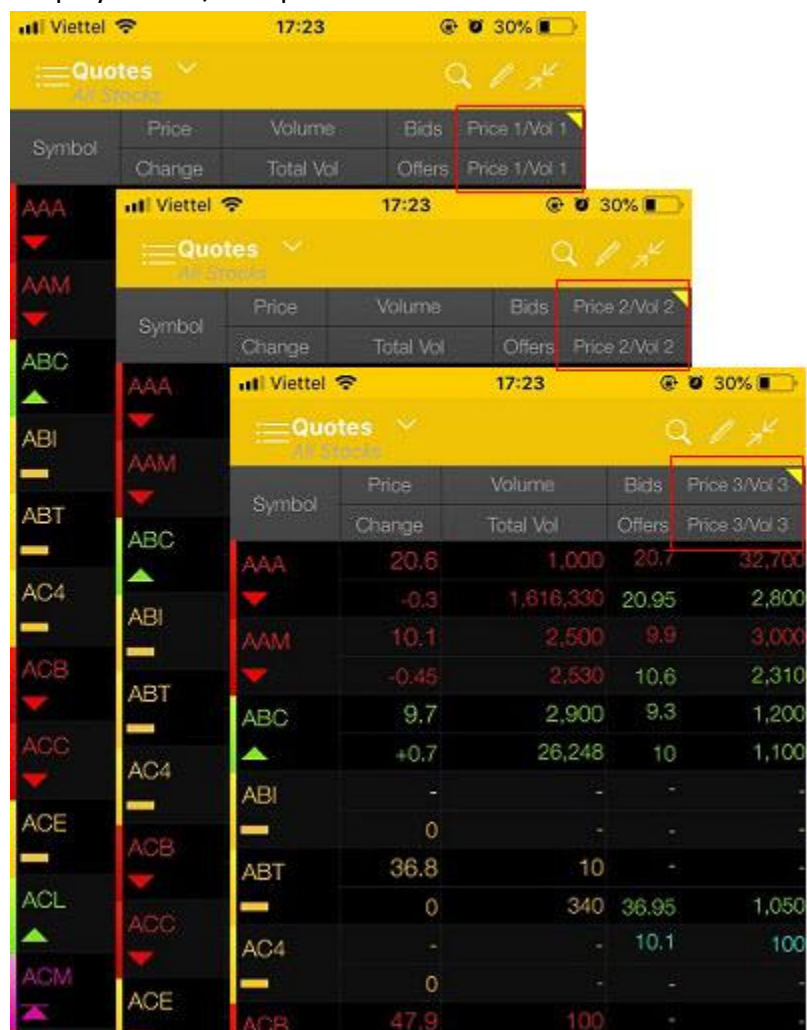 Viettel 17:23 30%
Quotes
All Stocks
Symbol Price Volume Bids Price 1/Vol 1
Change Total Vol Offers Price 1/Vol 1
AAA
AAM
ABC
ABI
ABT
AC4
ACB
ACC
ACE
ACL
ACM
Viettel 17:23 30%
Quotes
All Stocks
Symbol Price Volume Bids Price 2/Vol 2
Change Total Vol Offers Price 2/Vol 2
AAA
AAM
ABC
ABI
ABT
AC4
ACB
ACC
ACE
Viettel 17:23 30%
Quotes
All Stocks
Symbol Price Volume Bids Price 3/Vol 3
Change Total Vol Offers Price 3/Vol 3
AAA 20.6 1,000 20.7 32,700
-0.3 1,616,330 20.95 2,800
AAM 10.1 2,500 9.9 3,000
-0.45 2,530 10.6 2,310
ABC 9.7 2,900 9.3 1,200
+0.7 26,248 10 1,100
ABI - - - -
0 - - -
ABT 36.8 10 - -
0 340 36.95 1,050
AC4 - - 10.1 100
0 - - -
ACB 47.9 100 - -